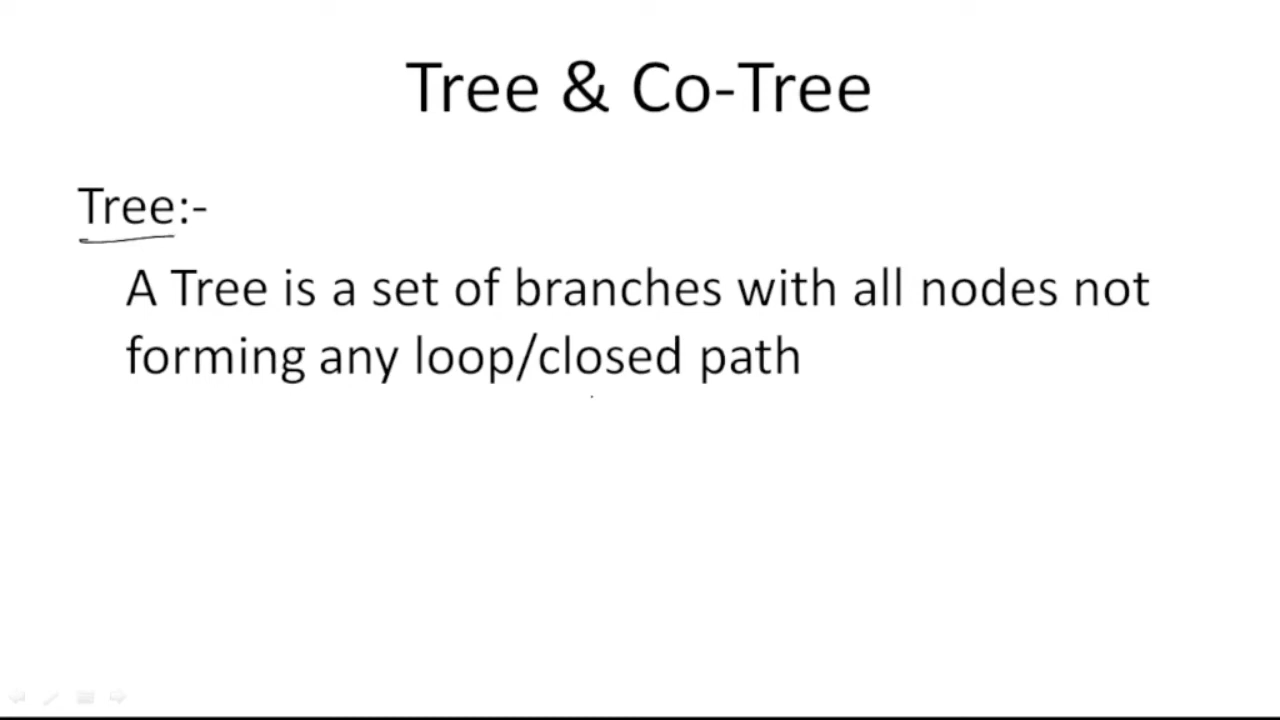 Tree & Co-Tree
Tree:-
A Tree is a set of branches with all nodes not
forming any loop/closed path